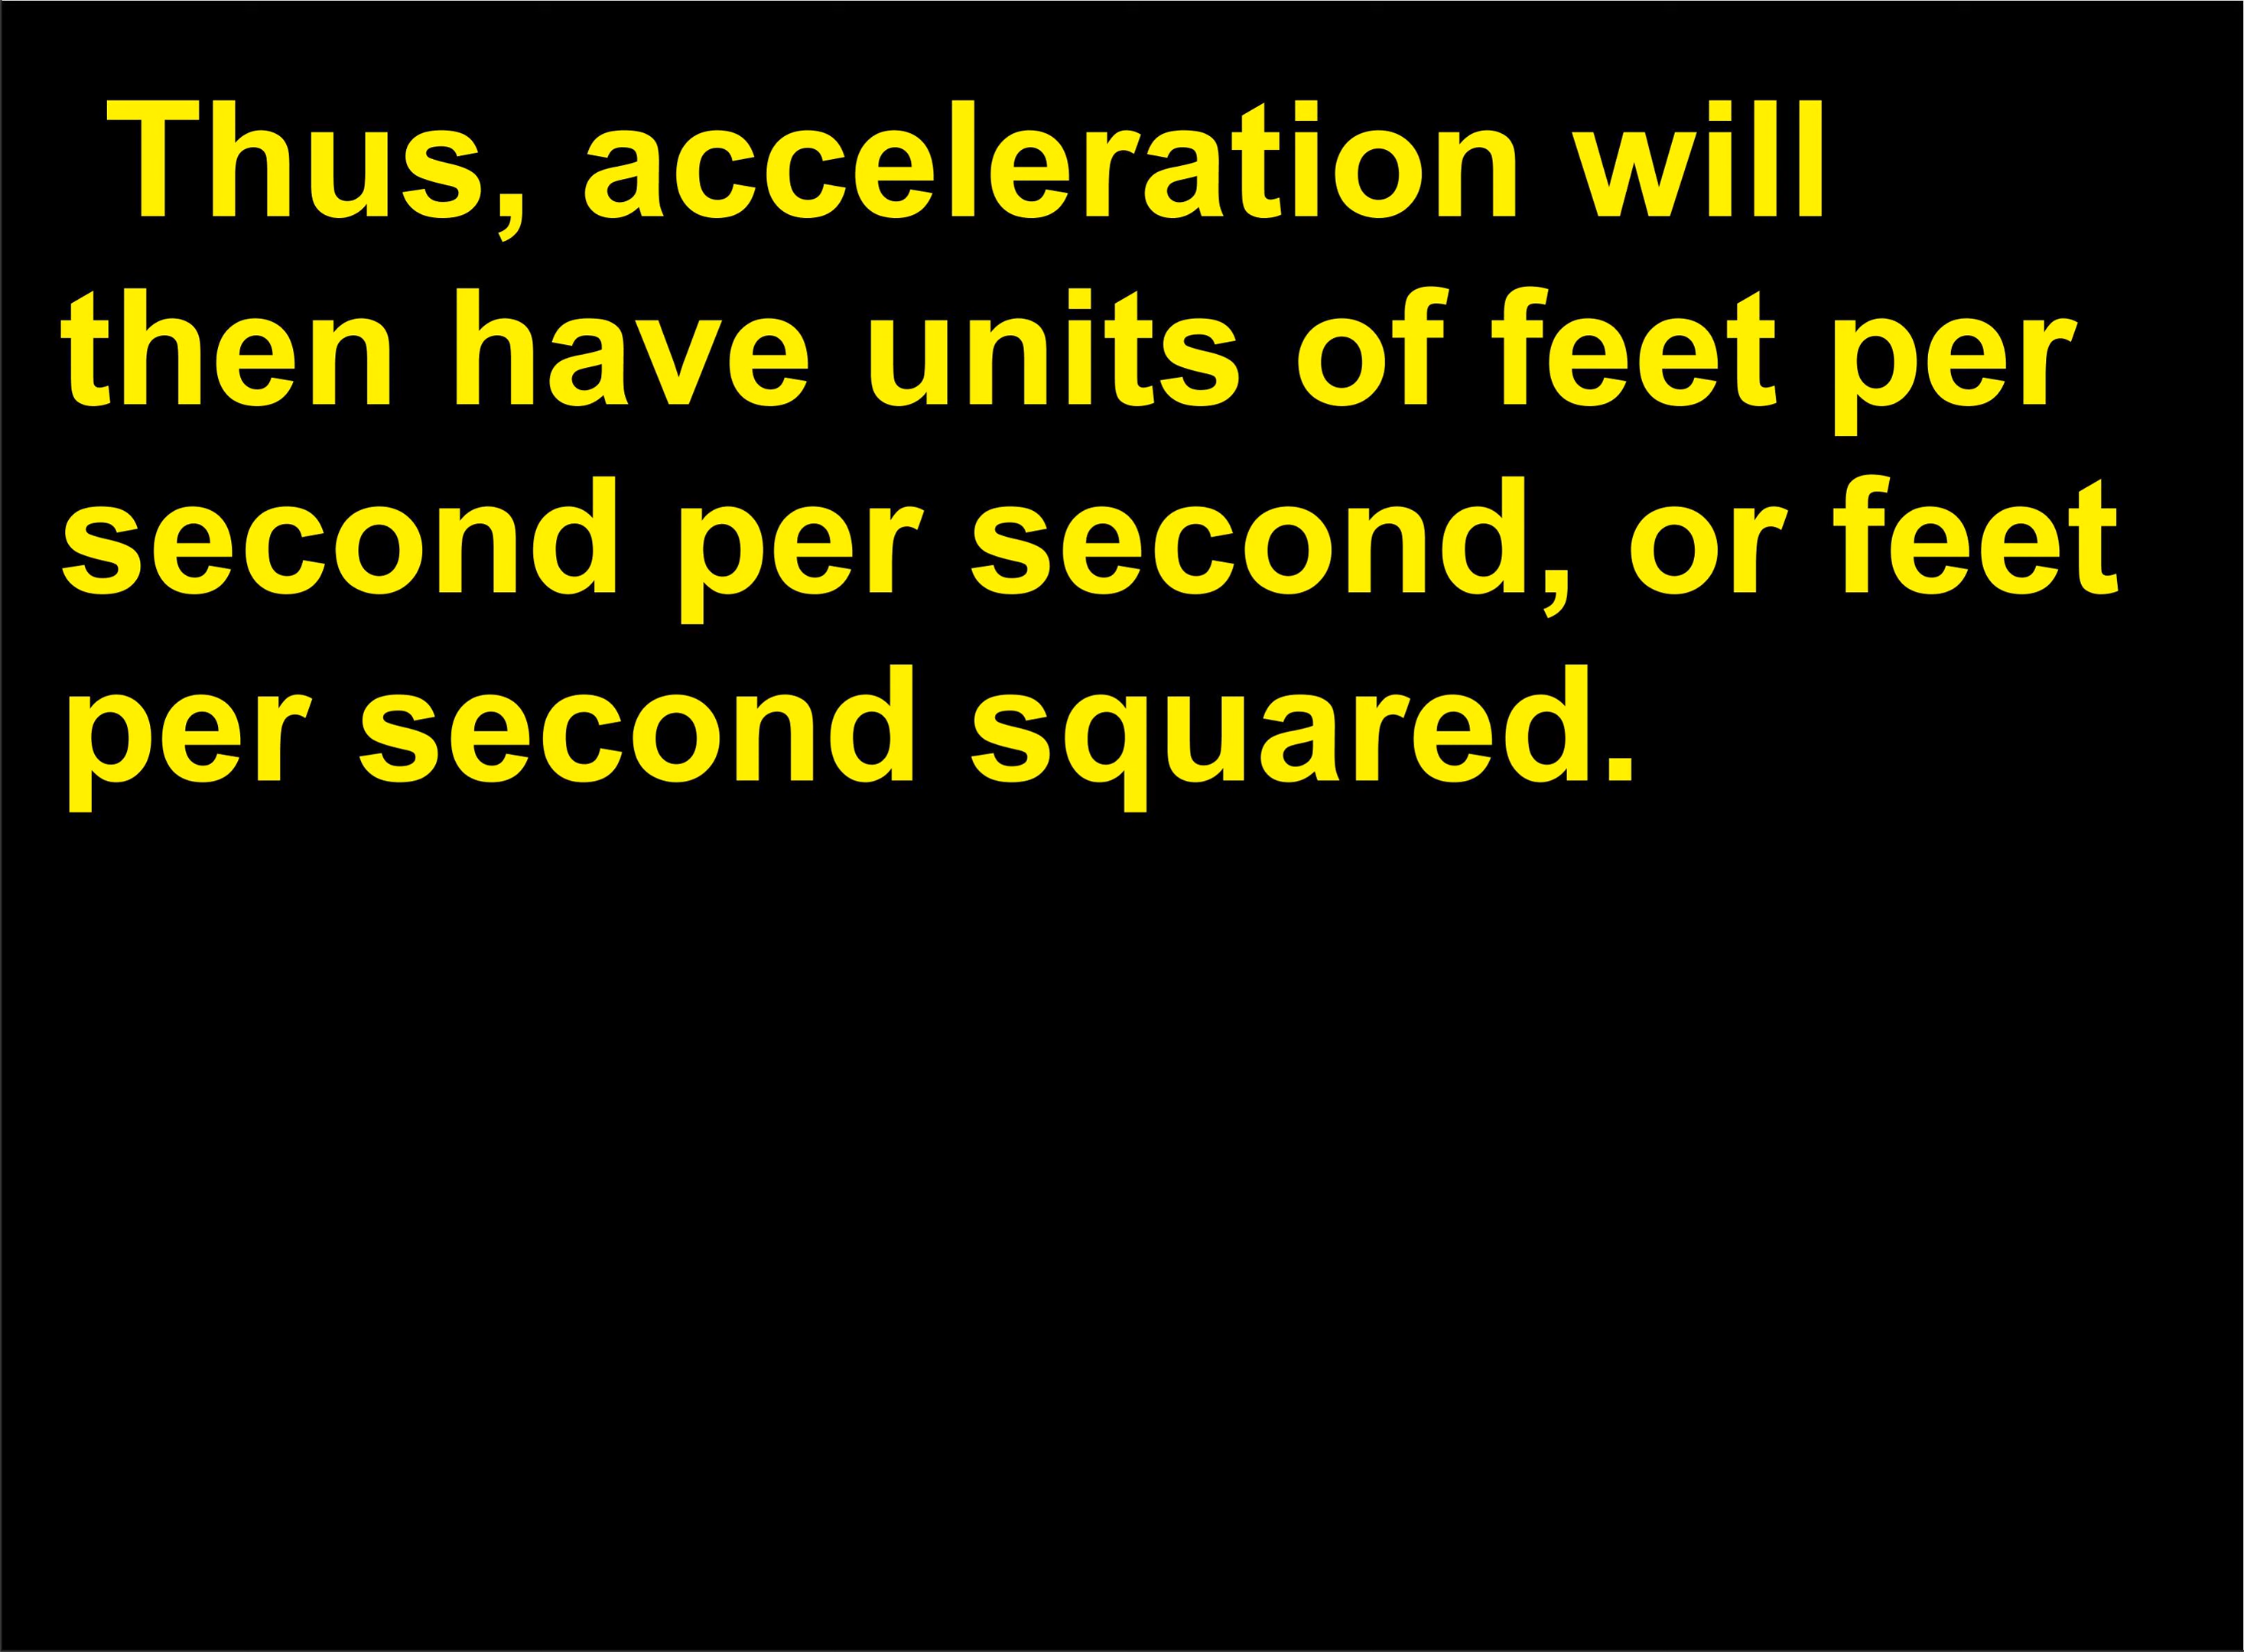 Thus, acceleration will
then have units of feet per
second per second, or feet
per second squared.